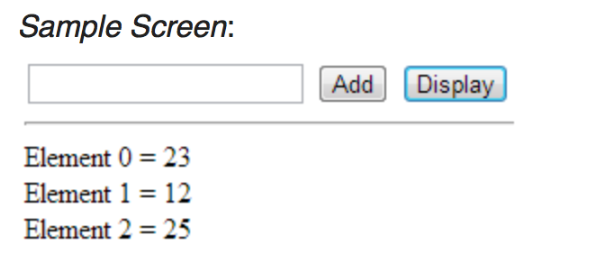 Sample Screen:
Add Display
Element 0 = 23
Element 1 = 12
Element 2 = 25